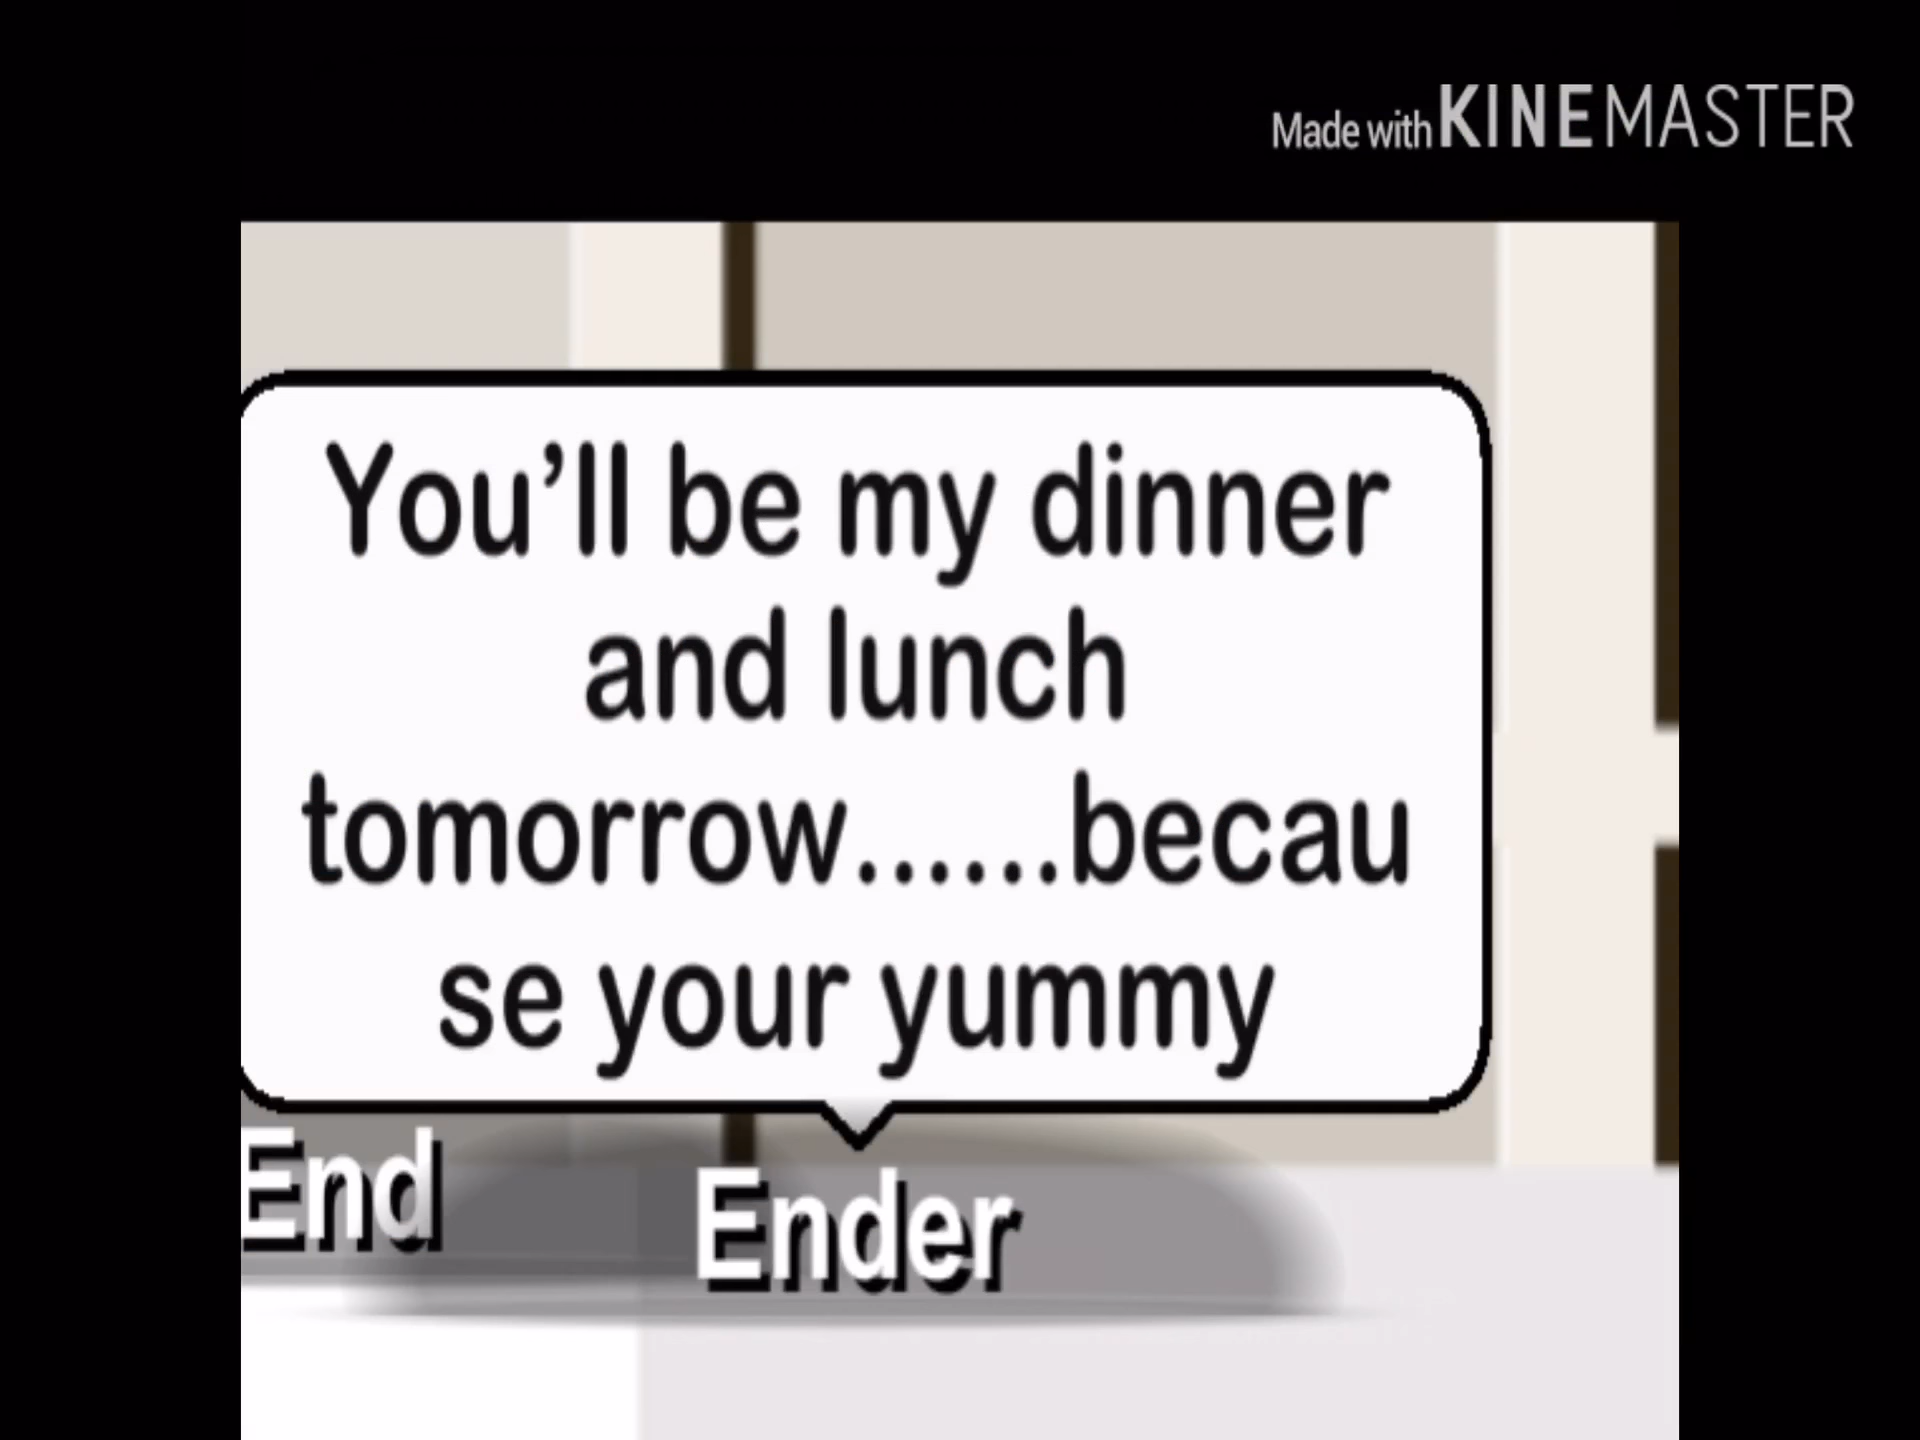 Made with KINEMASTER
You’ll be my dinner
and lunch
tomorrow......becau
se your yummy
End
Ender